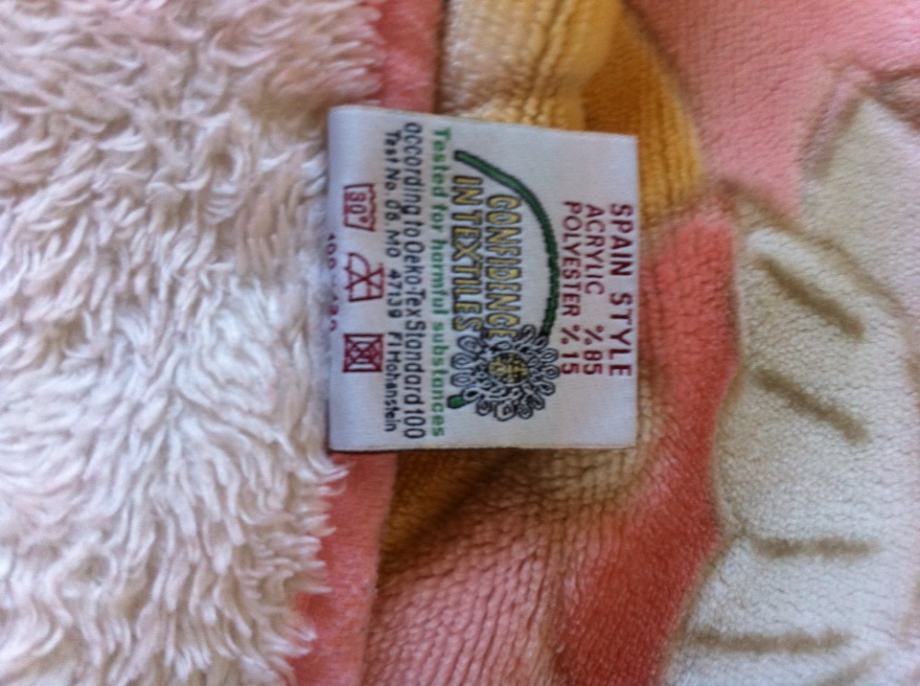 SPAIN STYLE
ACRYLIC %85
POLYESTER %15
CONFIDENCE
IN TEXTILES
Tested for harmful substances
according to Oeko-Tex Standard 100
Test No. 06.M0 47139 FI Hohenstein
30°